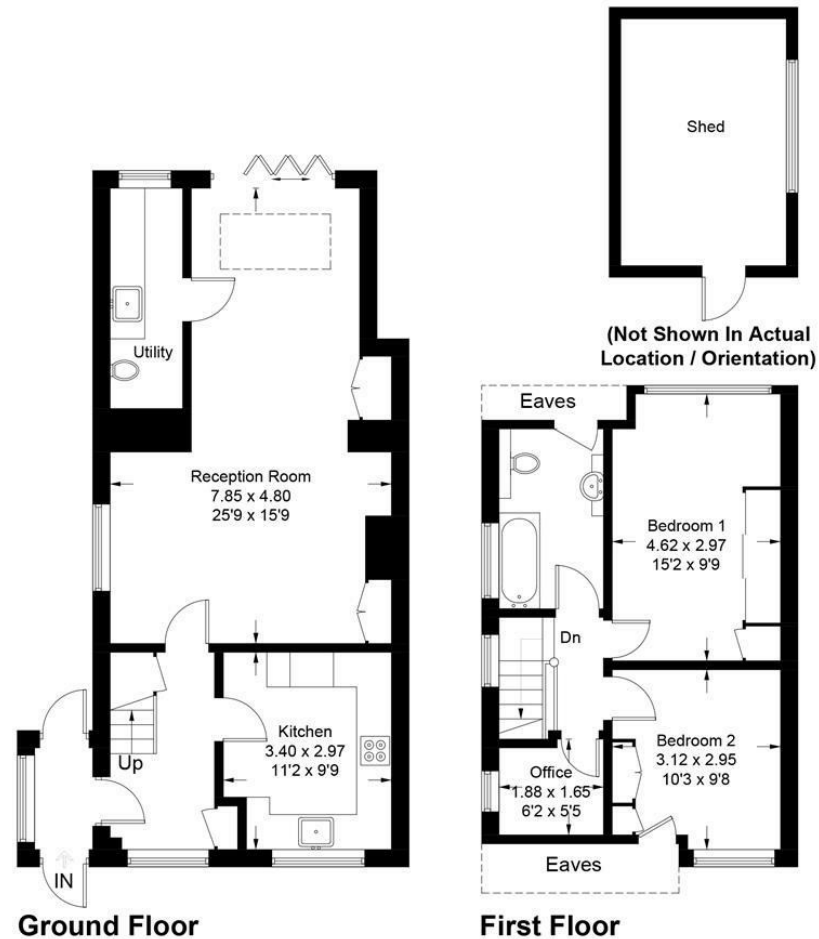 Shed
(Not Shown In Actual
Location / Orientation)
Utility
Reception Room
7.85 x 4.80
25'9 x 15'9
Kitchen
3.40 x 2.97
11'2 x 9'9
Up
IN
Ground Floor
Eaves
Bedroom 1
4.62 x 2.97
15'2 x 9'9
Dn
Bedroom 2
3.12 x 2.95
10'3 x 9'8
Office
1.88 x 1.65
6'2 x 5'5
Eaves
First Floor